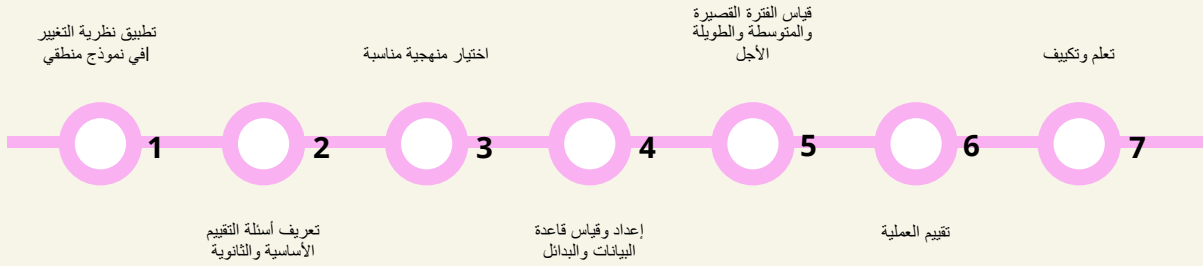 تطبيق نظرية التغيير
افي نموذج منطقي
1
تعريف أسئلة التقييم
الأساسية والثانوية
2
اختيار منهجية مناسبة
3
إعداد وقياس قاعدة
البيانات والبدائل
4
قياس الفترة القصيرة
والمتوسطة والطويلة
الأجل
5
تقييم العملية
6
تعلم وتكييف
7